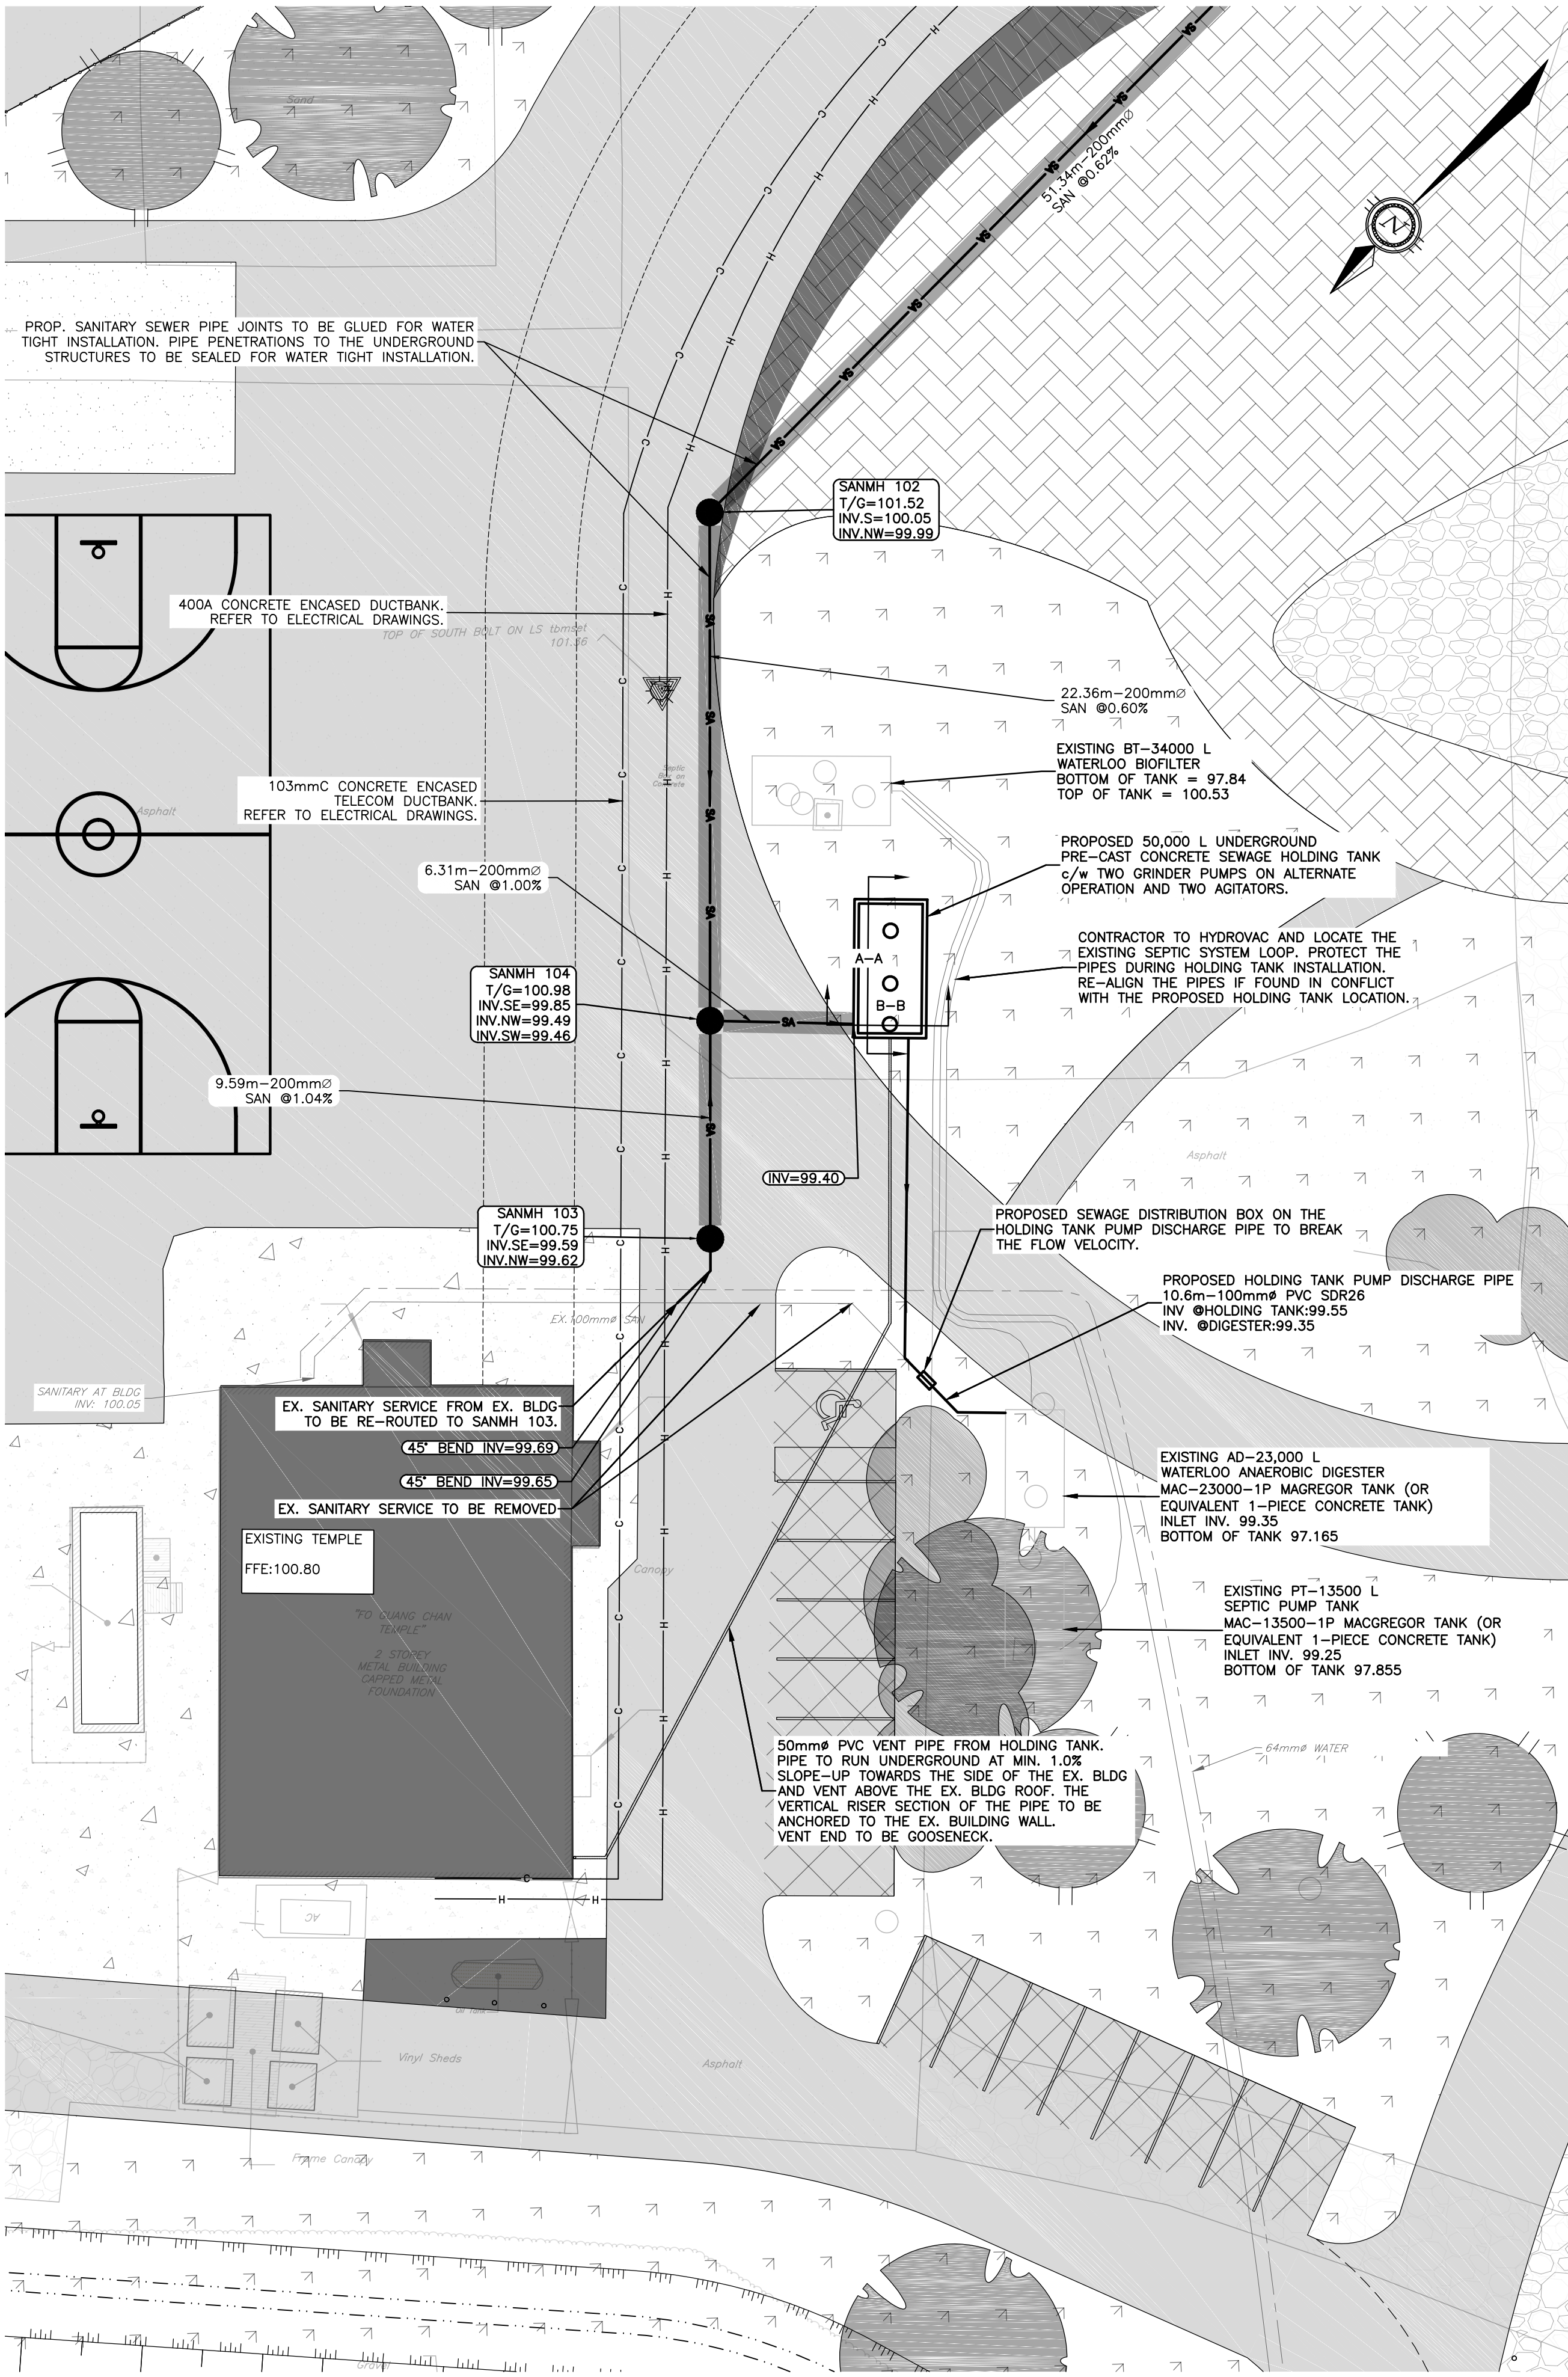 Sand
51.34m-200mmØ
SAN @0.62%
N
PROP. SANITARY SEWER PIPE JOINTS TO BE GLUED FOR WATER
TIGHT INSTALLATION. PIPE PENETRATIONS TO THE UNDERGROUND
STRUCTURES TO BE SEALED FOR WATER TIGHT INSTALLATION.
SANMH 102
T/G=101.52
INV.S=100.05
INV.NW=99.99
400A CONCRETE ENCASED DUCTBANK.
REFER TO ELECTRICAL DRAWINGS.
TOP OF SOUTH BOLT ON LS tbmset
101.36
22.36m-200mmØ
SAN @0.60%
EXISTING BT-34000 L
WATERLOO BIOFILTER
BOTTOM OF TANK = 97.84
TOP OF TANK = 100.53
Septic
Box on
Concrete
103mmC CONCRETE ENCASED
TELECOM DUCTBANK.
REFER TO ELECTRICAL DRAWINGS.
Asphalt
PROPOSED 50,000 L UNDERGROUND
PRE-CAST CONCRETE SEWAGE HOLDING TANK
c/w TWO GRINDER PUMPS ON ALTERNATE
OPERATION AND TWO AGITATORS.
6.31m-200mmØ
SAN @1.00%
CONTRACTOR TO HYDROVAC AND LOCATE THE
EXISTING SEPTIC SYSTEM LOOP. PROTECT THE
PIPES DURING HOLDING TANK INSTALLATION.
RE-ALIGN THE PIPES IF FOUND IN CONFLICT
WITH THE PROPOSED HOLDING TANK LOCATION.
A-A
B-B
SANMH 104
T/G=100.98
INV.SE=99.85
INV.NW=99.49
INV.SW=99.46
SA
9.59m-200mmØ
SAN @1.04%
Asphalt
INV=99.40
SANMH 103
T/G=100.75
INV.SE=99.59
INV.NW=99.62
PROPOSED SEWAGE DISTRIBUTION BOX ON THE
HOLDING TANK PUMP DISCHARGE PIPE TO BREAK
THE FLOW VELOCITY.
PROPOSED HOLDING TANK PUMP DISCHARGE PIPE
10.6m-100mmø PVC SDR26
INV @HOLDING TANK:99.55
INV. @DIGESTER:99.35
EX.100mmø SAN
SANITARY AT BLDG
INV: 100.05
EX. SANITARY SERVICE FROM EX. BLDG
TO BE RE-ROUTED TO SANMH 103.
45° BEND INV=99.69
45° BEND INV=99.65
EX. SANITARY SERVICE TO BE REMOVED
EXISTING AD-23,000 L
WATERLOO ANAEROBIC DIGESTER
MAC-23000-1P MAGREGOR TANK (OR
EQUIVALENT 1-PIECE CONCRETE TANK)
INLET INV. 99.35
BOTTOM OF TANK 97.165
EXISTING TEMPLE
FFE:100.80
Canopy
"FO GUANG CHAN
TEMPLE"
2 STOREY
METAL BUILDING
CAPPED METAL
FOUNDATION
EXISTING PT-13500 L
SEPTIC PUMP TANK
MAC-13500-1P MACGREGOR TANK (OR
EQUIVALENT 1-PIECE CONCRETE TANK)
INLET INV. 99.25
BOTTOM OF TANK 97.855
50mmø PVC VENT PIPE FROM HOLDING TANK.
PIPE TO RUN UNDERGROUND AT MIN. 1.0%
SLOPE-UP TOWARDS THE SIDE OF THE EX. BLDG
AND VENT ABOVE THE EX. BLDG ROOF. THE
VERTICAL RISER SECTION OF THE PIPE TO BE
ANCHORED TO THE EX. BUILDING WALL.
VENT END TO BE GOOSENECK.
64mmø WATER
AC
Oil Tank
Vinyl Sheds
Asphalt
Frame Canopy
Gravel